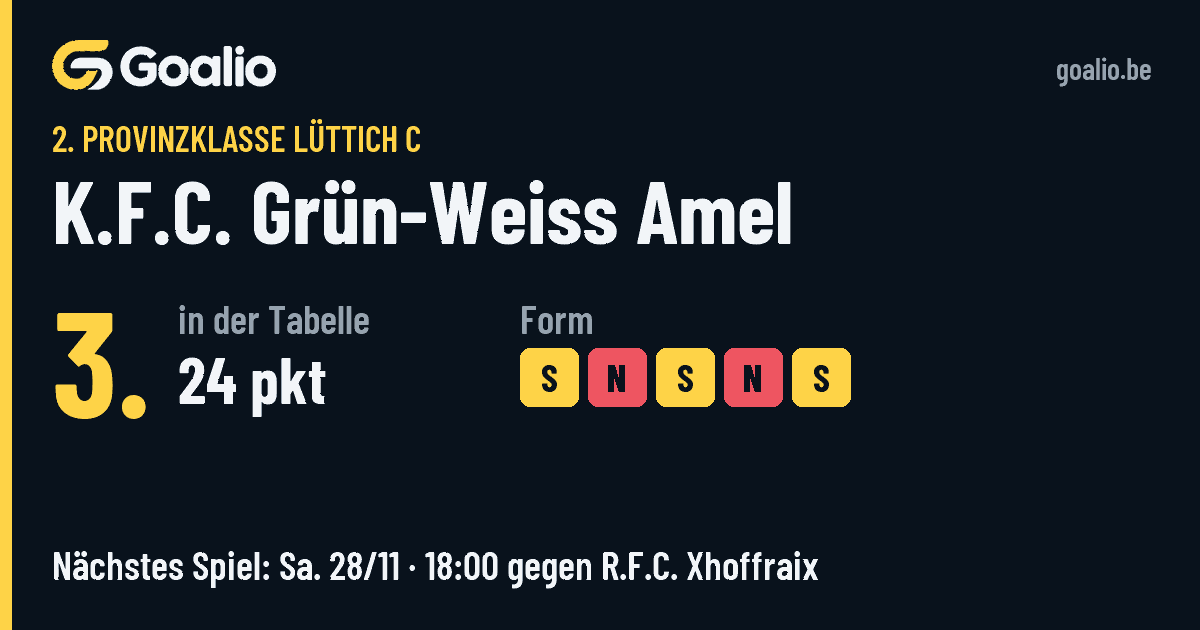 Goalio
goalio.be
2. PROVINZKLASSE LÜTTICH C
K.F.C. Grün-Weiss Amel
3.
in der Tabelle
24 pkt
Form
S N S N S
Nächstes Spiel: Sa. 28/11 · 18:00 gegen R.F.C. Xhoffraix